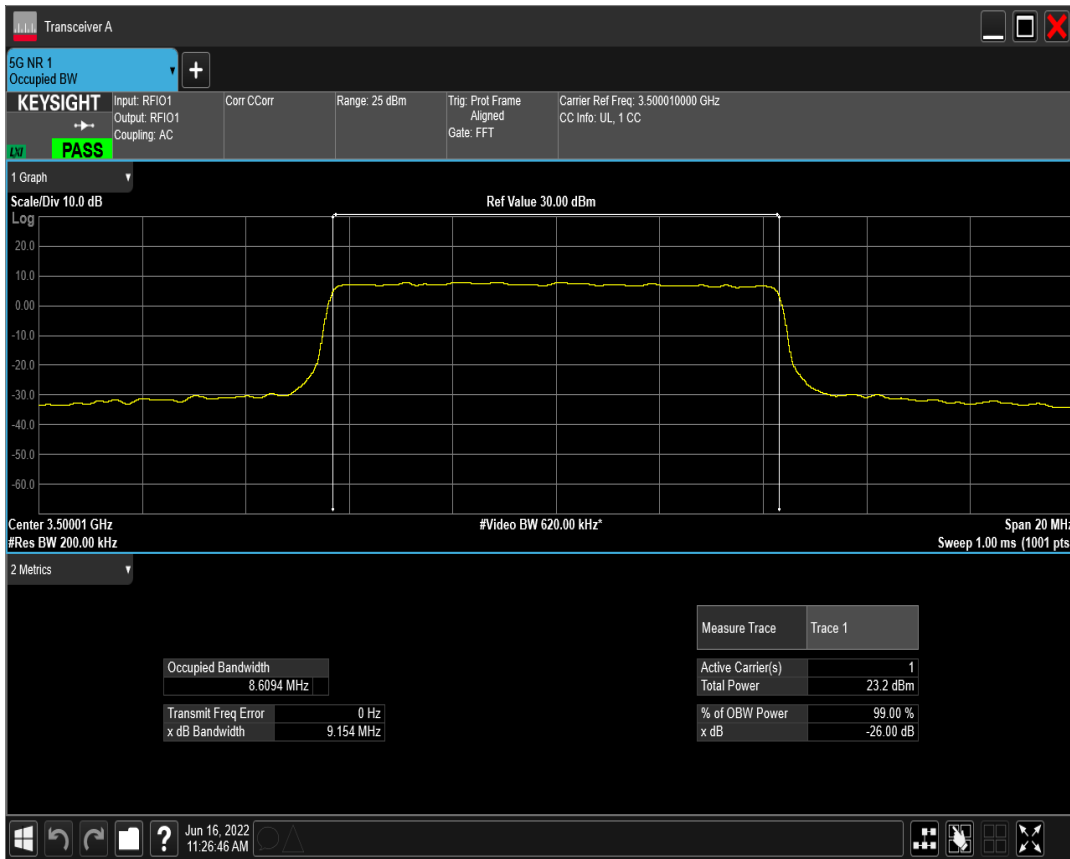 Transceiver A
5G NR 1
Occupied BW
KEYSIGHT
LXI
PASS
Input: RFIO1
Output: RFIO1
Coupling: AC
Corr CCorr
Range: 25 dBm
Trig: Prot Frame
Aligned
Gate: FFT
Carrier Ref Freq: 3.500010000 GHz
CC Info: UL, 1 CC
1 Graph
Scale/Div 10.0 dB
Ref Value 30.00 dBm
Log
20.0
10.0
0.00
-10.0
-20.0
-30.0
-40.0
-50.0
-60.0
Center 3.50001 GHz
#Video BW 620.00 kHz*
Span 20 MHz
#Res BW 200.00 kHz
Sweep 1.00 ms (1001 pts
2 Metrics
Measure Trace Trace 1
Occupied Bandwidth
8.6094 MHz
Active Carrier(s) 1
Total Power 23.2 dBm
Transmit Freq Error 0 Hz
x dB Bandwidth 9.154 MHz
% of OBW Power 99.00 %
x dB -26.00 dB
?
Jun 16, 2022
11:26:46 AM